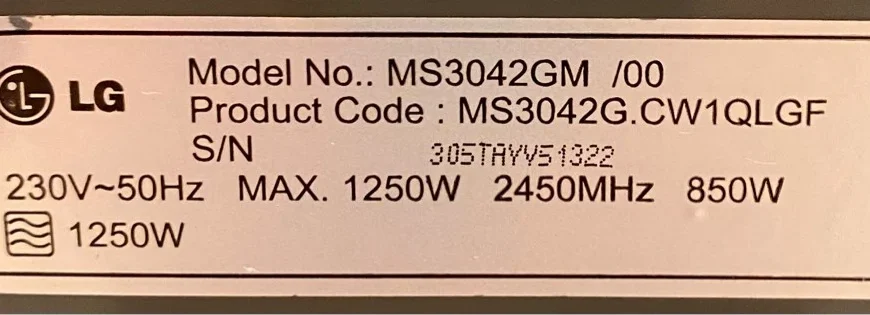 LG
Model No.: MS3042GM /00
Product Code : MS3042G.CW1QLGF
S/N 305TAYV51322
230V~50Hz MAX. 1250W 2450MHz 850W
1250W